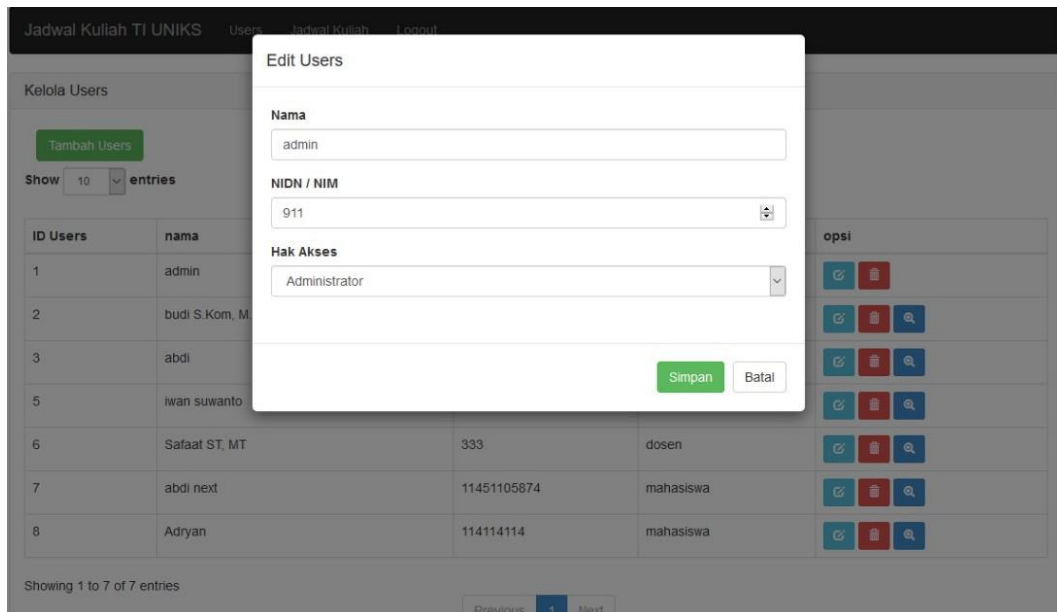 Jadwal Kuliah TI UNIKS Users Jadwal Kuliah Logout
Edit Users
Kelola Users
Nama
admin
Tambah Users
Show 10 entries
NIDN / NIM
911
Hak Akses
Administrator
Simpan Batal
ID Users nama opsi
1 admin
2 budi S.Kom, M.
3 abdi
5 iwan suwanto
6 Safaat ST, MT 333 dosen
7 abdi next 11451105874 mahasiswa
8 Adryan 114114114 mahasiswa
Showing 1 to 7 of 7 entries
Previous 1 Next